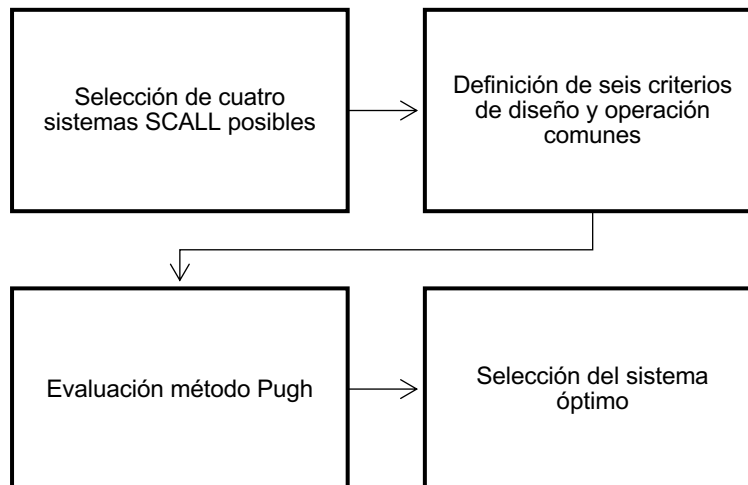 Selección de cuatro
sistemas SCALL posibles
Definición de seis criterios
de diseño y operación
comunes
Evaluación método Pugh
Selección del sistema
óptimo